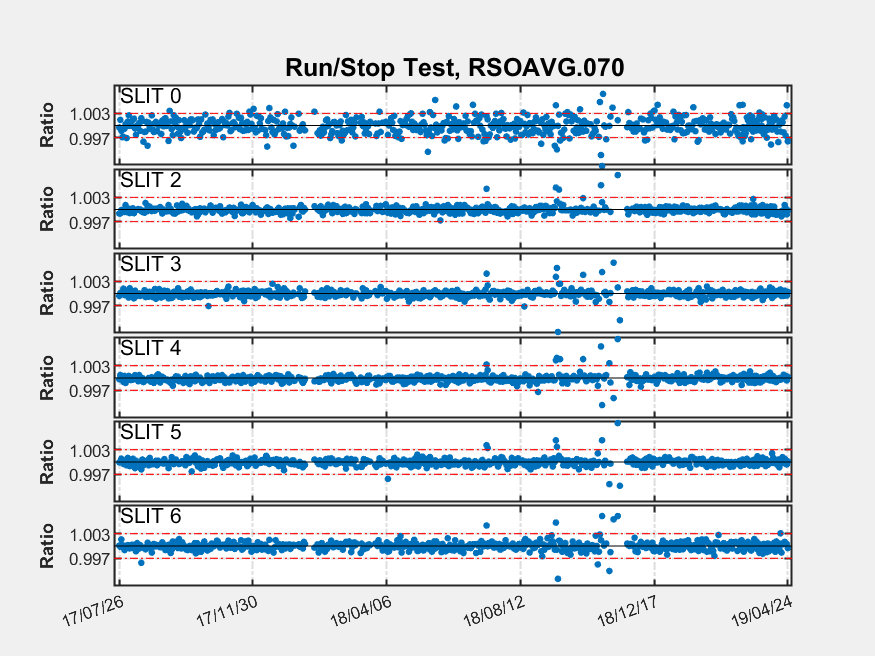 Run/Stop Test, RSOAVG.070
SLIT 0
Ratio
1.003
0.997
SLIT 2
Ratio
1.003
0.997
SLIT 3
Ratio
1.003
0.997
SLIT 4
Ratio
1.003
0.997
SLIT 5
Ratio
1.003
0.997
SLIT 6
Ratio
1.003
0.997
17/07/26 17/11/30 18/04/06 18/08/12 18/12/17 19/04/24